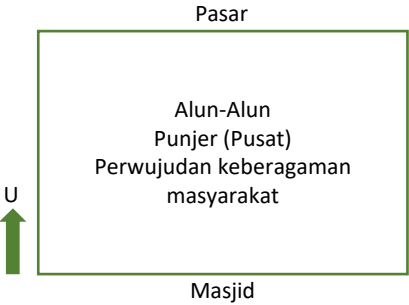 Pasar
Alun-Alun
Punjer (Pusat)
Perwujudan keberagaman
masyarakat
U
Masjid